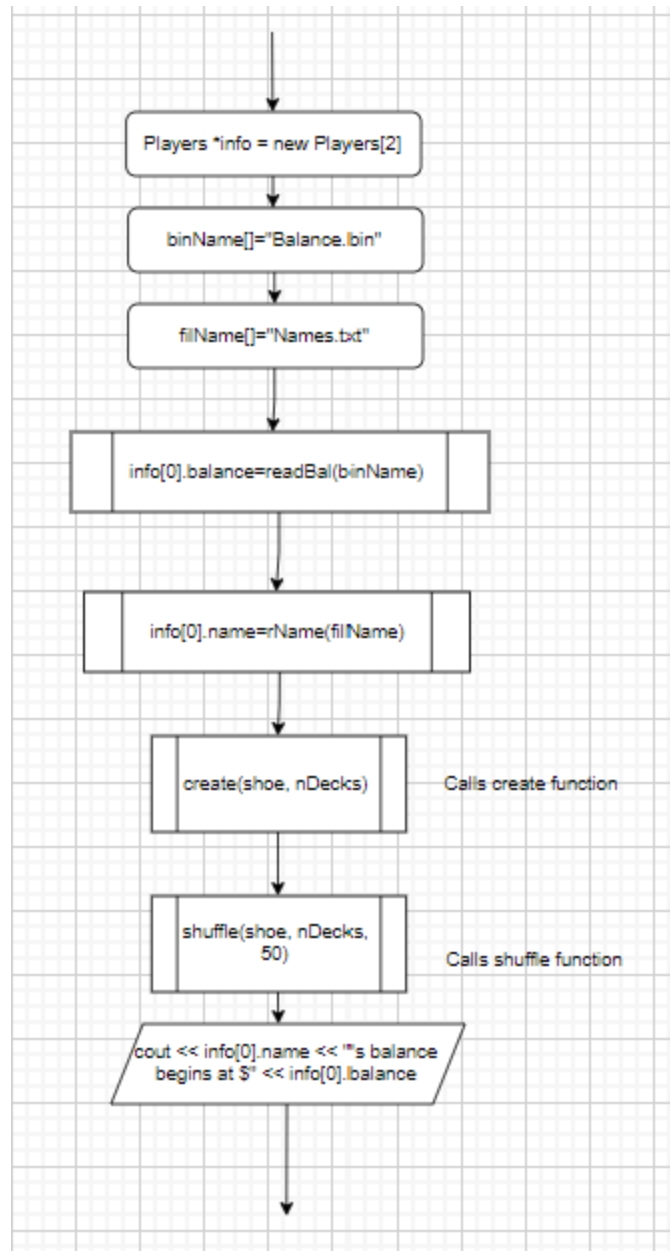 Players *info = new Players[2]
binName[]="Balance.bin"
filName[]="Names.txt"
info[0].balance=readBal(binName)
info[0].name=rName(filName)
create(shoe, nDecks)
Calls create function
shuffle(shoe, nDecks,
50)
Calls shuffle function
cout << info[0].name << "'s balance
begins at $" << info[0].balance